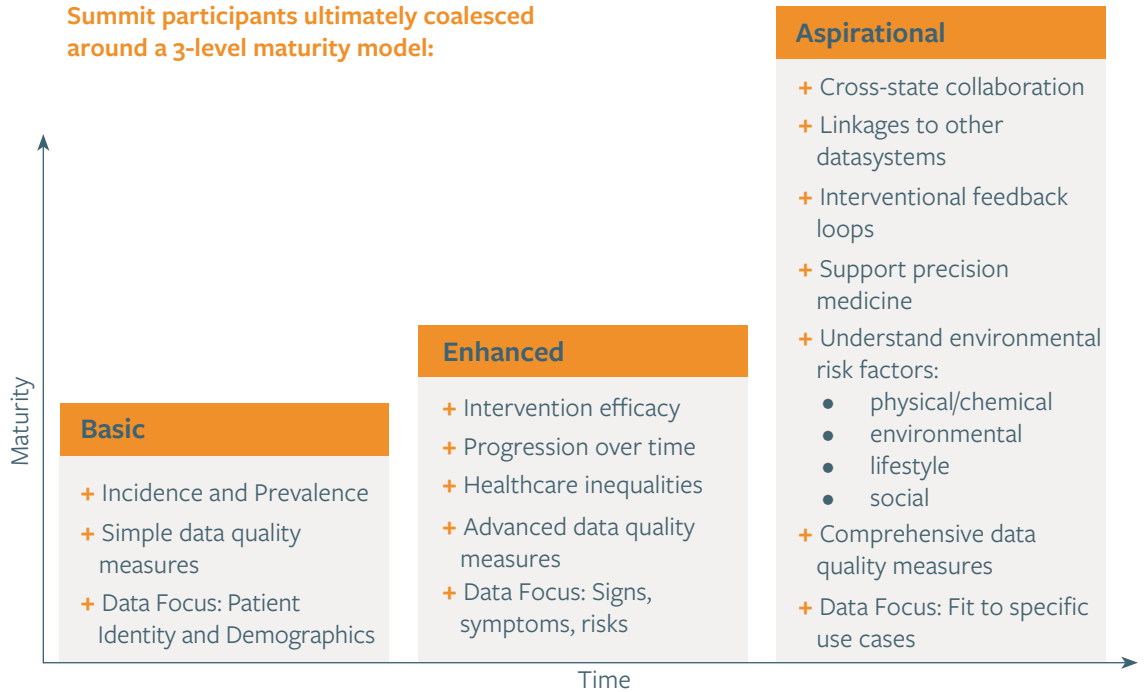 Summit participants ultimately coalesced
around a 3-level maturity model:
Maturity
Basic
+ Incidence and Prevalence
+ Simple data quality
measures
+ Data Focus: Patient
Identity and Demographics
Enhanced
+ Intervention efficacy
+ Progression over time
+ Healthcare inequalities
+ Advanced data quality
measures
+ Data Focus: Signs,
symptoms, risks
Aspirational
+ Cross-state collaboration
+ Linkages to other
datasystems
+ Interventional feedback
loops
+ Support precision
medicine
+ Understand environmental
risk factors:
● physical/chemical
● environmental
● lifestyle
● social
+ Comprehensive data
quality measures
+ Data Focus: Fit to specific
use cases
Time